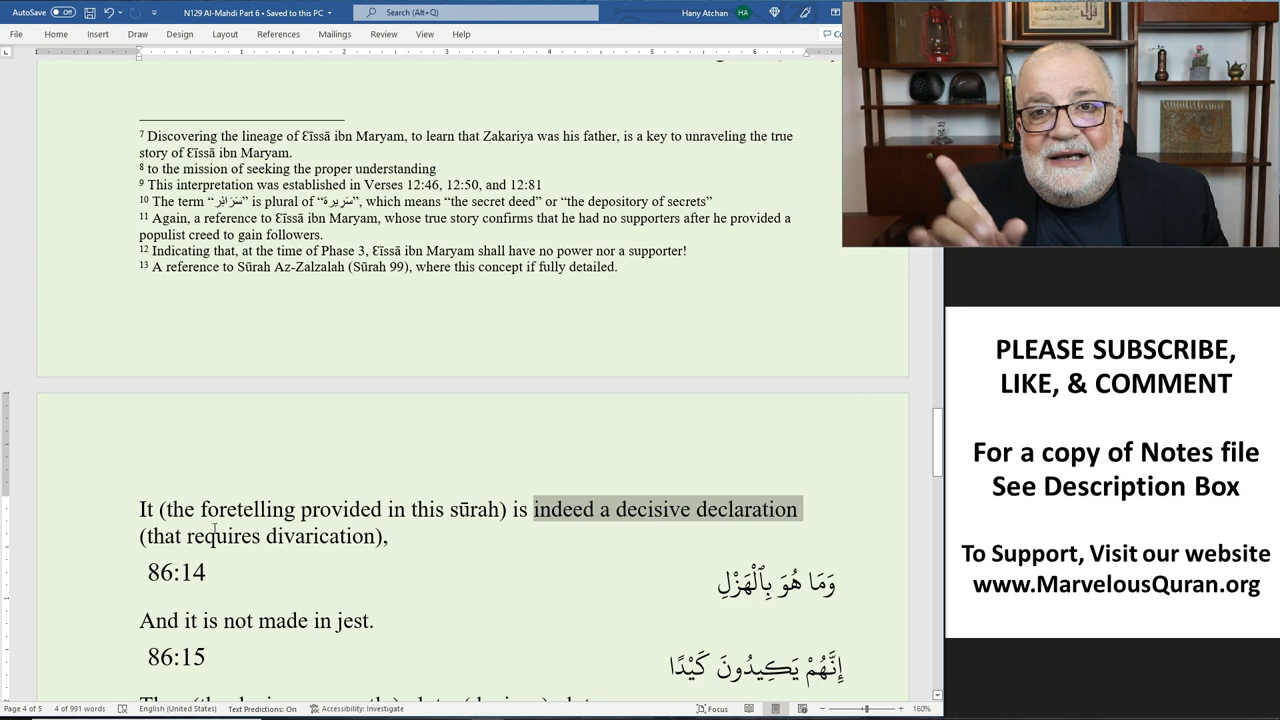 AutoSave Off N129 Al-Mahdi Part 6 • Saved to this PC Search (Alt+Q) Hany Atchan HA
File Home Insert Draw Design Layout References Mailings Review View Help
7 Discovering the lineage of Ɛīssā ibn Maryam, to learn that Zakariya was his father, is a key to unraveling the true
story of Ɛīssā ibn Maryam.
8 to the mission of seeking the proper understanding
9 This interpretation was established in Verses 12:46, 12:50, and 12:81
10 The term “سَرَائِر” is plural of “سَرِيرة”, which means “the secret deed” or “the depository of secrets”
11 Again, a reference to Ɛīssā ibn Maryam, whose true story confirms that he had no supporters after he provided a
populist creed to gain followers.
12 Indicating that, at the time of Phase 3, Ɛīssā ibn Maryam shall have no power nor a supporter!
13 A reference to Sūrah Az-Zalzalah (Sūrah 99), where this concept if fully detailed.
It (the foretelling provided in this sūrah) is indeed a decisive declaration
(that requires divarication),
86:14 وَمَا هُوَ بِٱلْهَزْلِ
And it is not made in jest.
86:15 إِنَّهُمْ يَكِيدُونَ كَيْدًا
PLEASE SUBSCRIBE,
LIKE, & COMMENT
For a copy of Notes file
See Description Box
To Support, Visit our website
www.MarvelousQuran.org
Page 4 of 5 4 of 991 words English (United States) Text Predictions: On Accessibility: Investigate Focus 160%